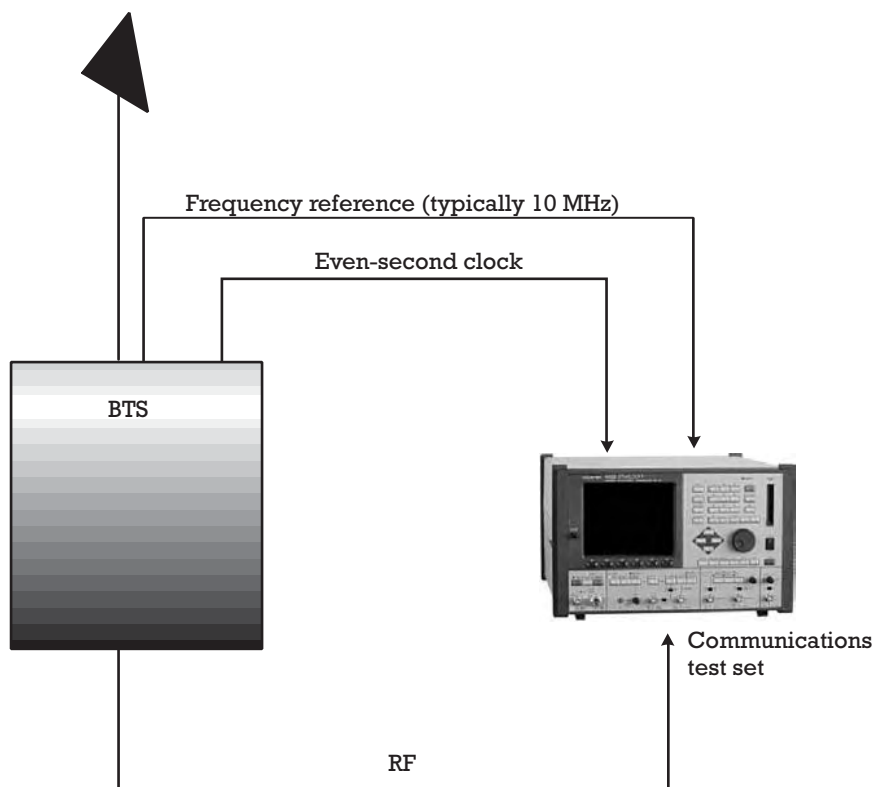 Frequency reference (typically 10 MHz)
Even-second clock
BTS
Communications
test set
RF